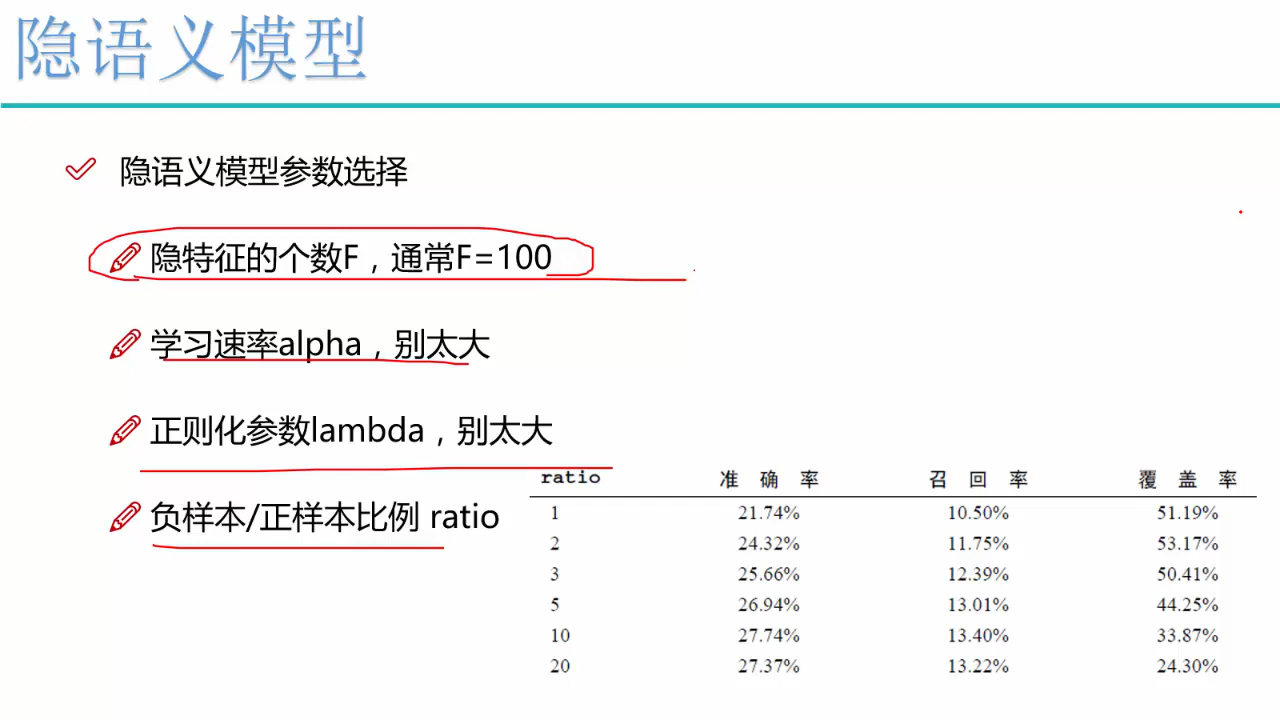 隐语义模型
隐语义模型参数选择
隐特征的个数F，通常F=100
学习速率alpha，别太大
正则化参数lambda，别太大
负样本/正样本比例 ratio
ratio 准 确 率 召 回 率 覆 盖 率
1 21.74% 10.50% 51.19%
2 24.32% 11.75% 53.17%
3 25.66% 12.39% 50.41%
5 26.94% 13.01% 44.25%
10 27.74% 13.40% 33.87%
20 27.37% 13.22% 24.30%